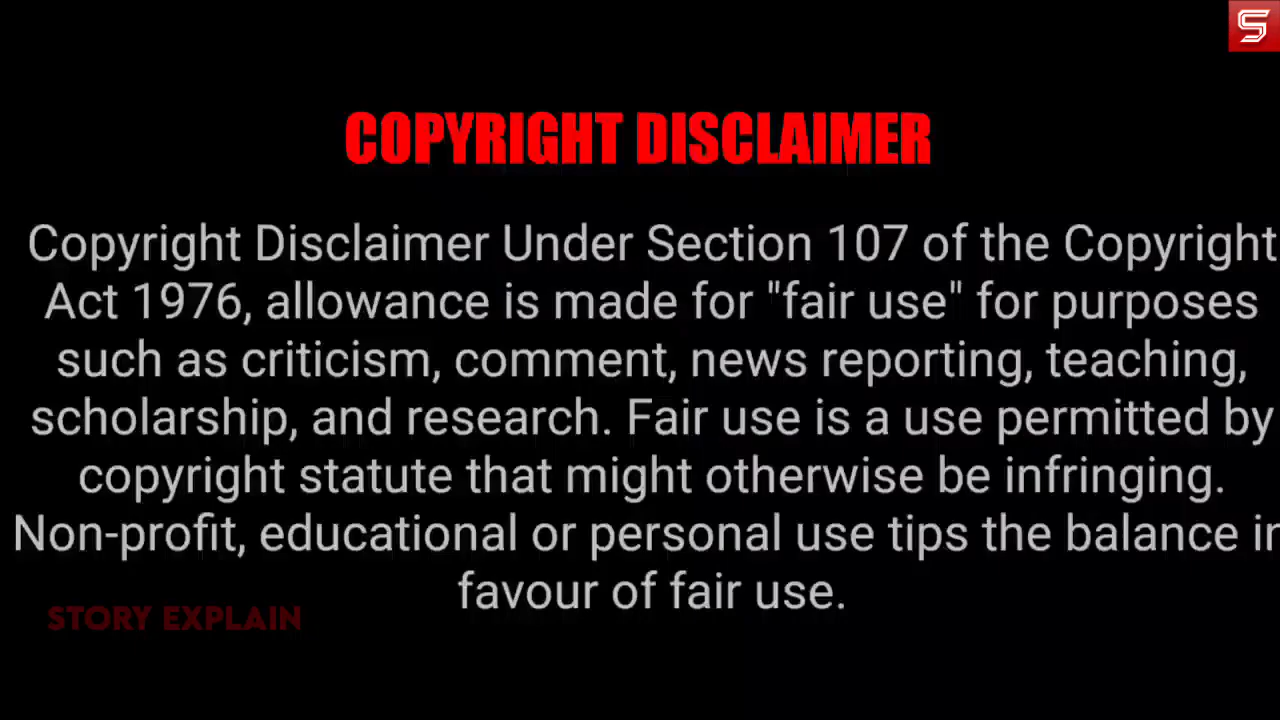 S
COPYRIGHT DISCLAIMER
Copyright Disclaimer Under Section 107 of the Copyright
Act 1976, allowance is made for "fair use" for purposes
such as criticism, comment, news reporting, teaching,
scholarship, and research. Fair use is a use permitted by
copyright statute that might otherwise be infringing.
Non-profit, educational or personal use tips the balance in
favour of fair use.
STORY EXPLAIN